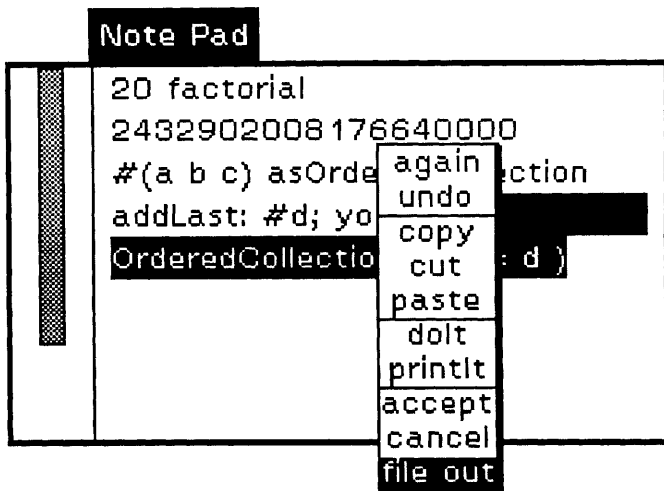 Note Pad
20 factorial
2432902008176640000
#(a b c) asOrde ction
addLast: #d; yo
OrderedCollectio : d )
again
undo
copy
cut
paste
doIt
printIt
accept
cancel
file out